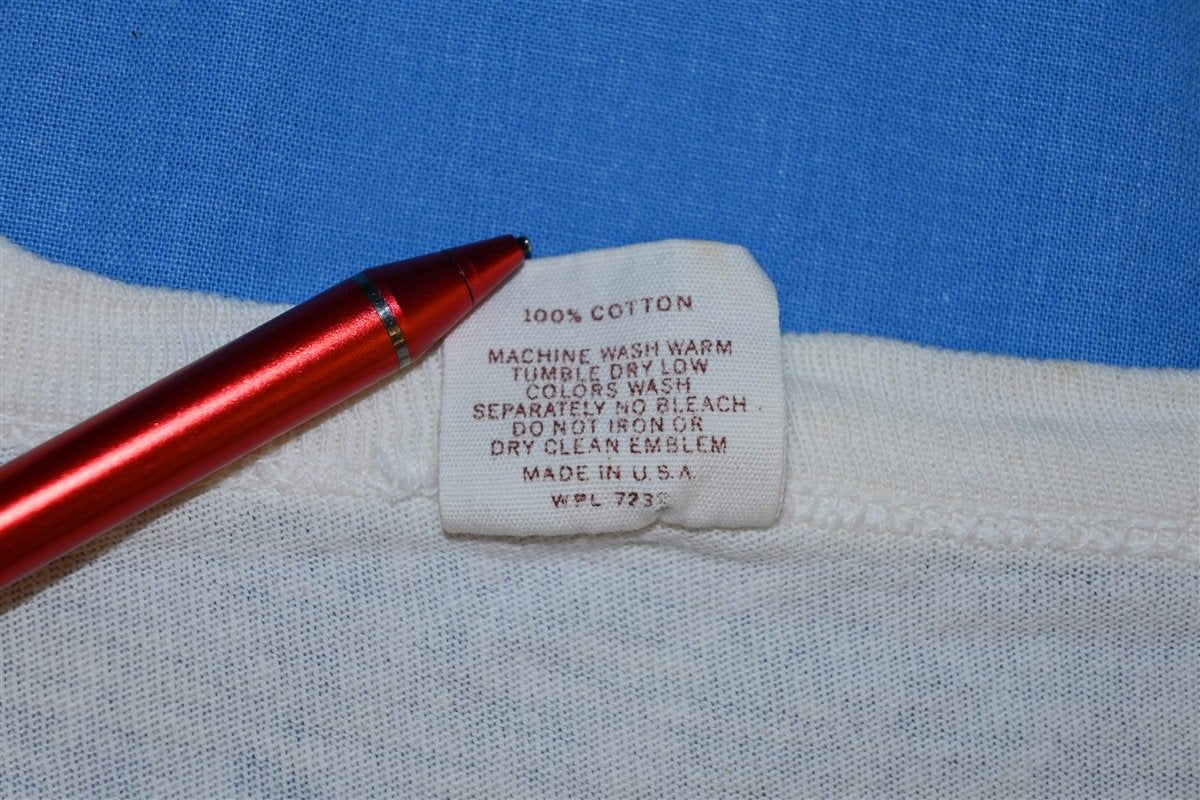 100% COTTON
MACHINE WASH WARM
TUMBLE DRY LOW
COLORS WASH
SEPARATELY NO BLEACH
DO NOT IRON OR
DRY CLEAN EMBLEM
MADE IN U.S.A.
WPL